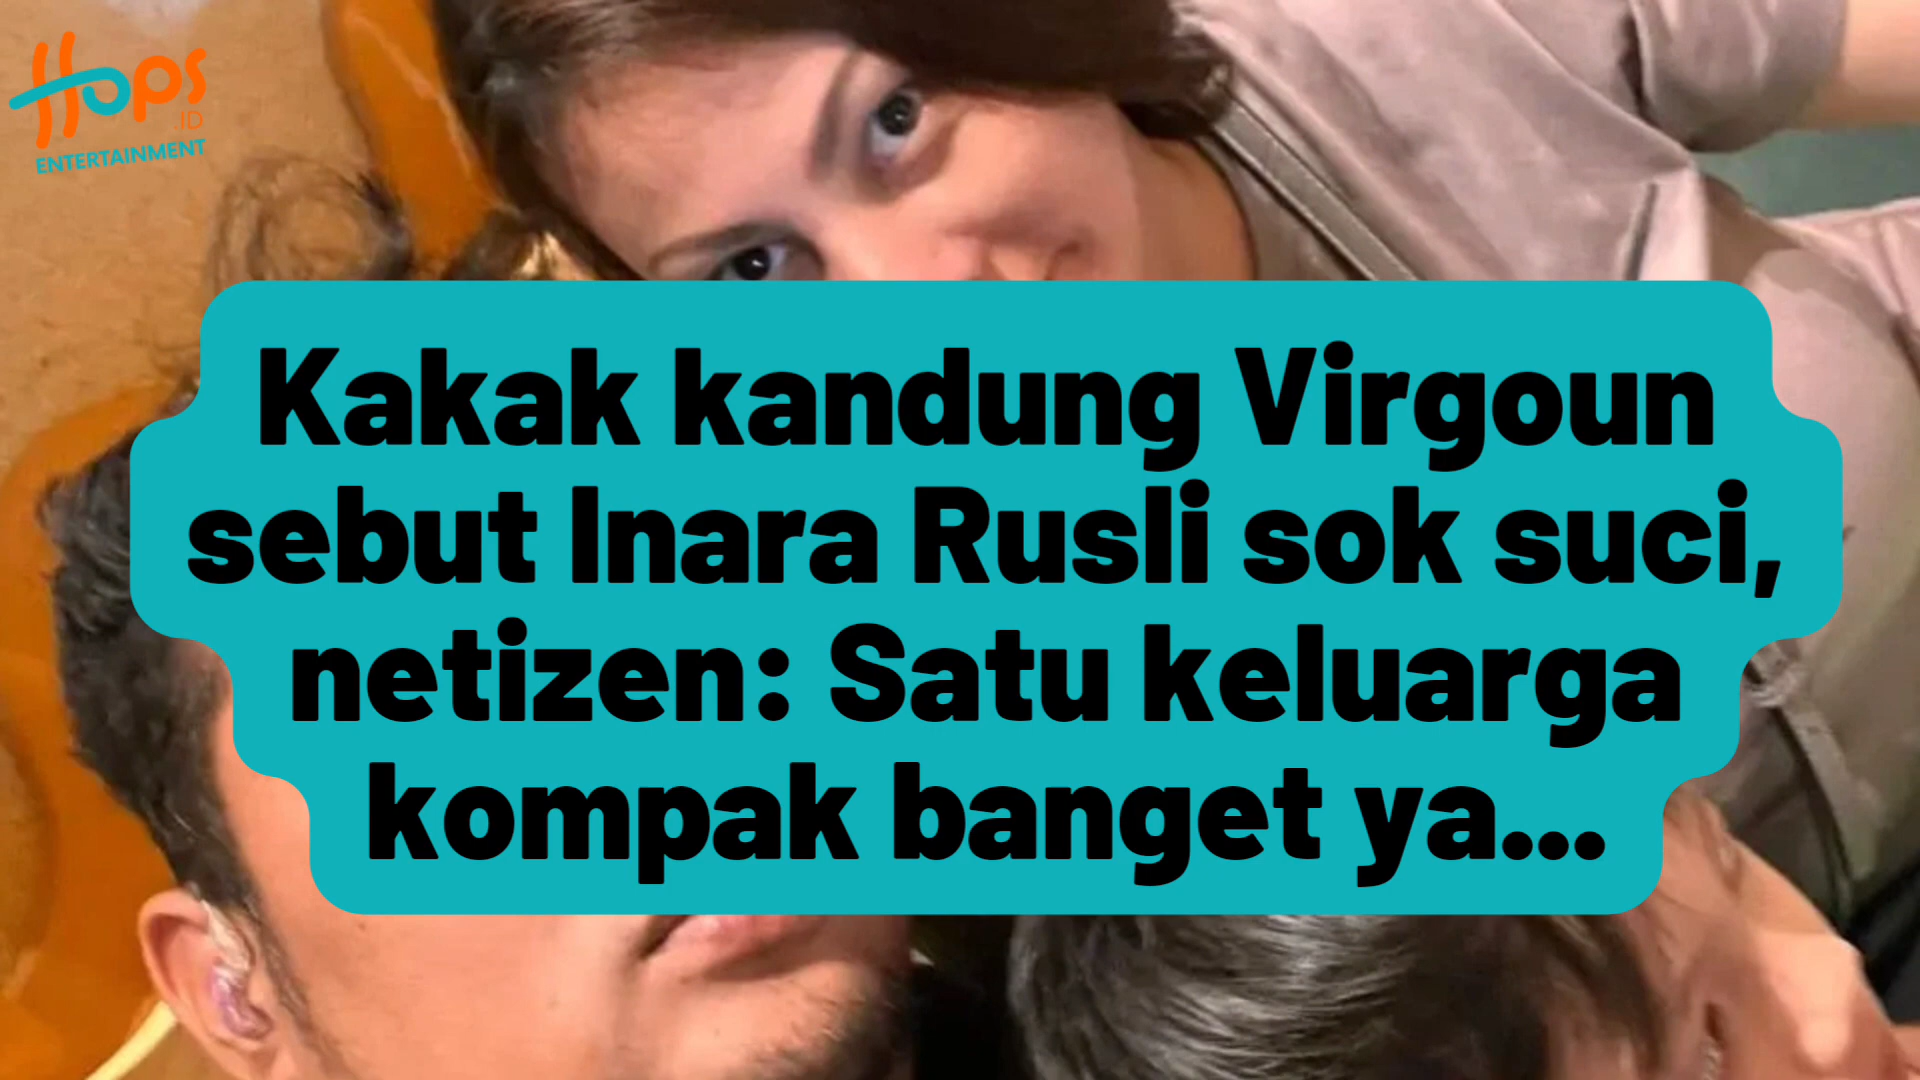 Hops
.ID
ENTERTAINMENT
Kakak kandung Virgoun
sebut Inara Rusli sok suci,
netizen: Satu keluarga
kompak banget ya...